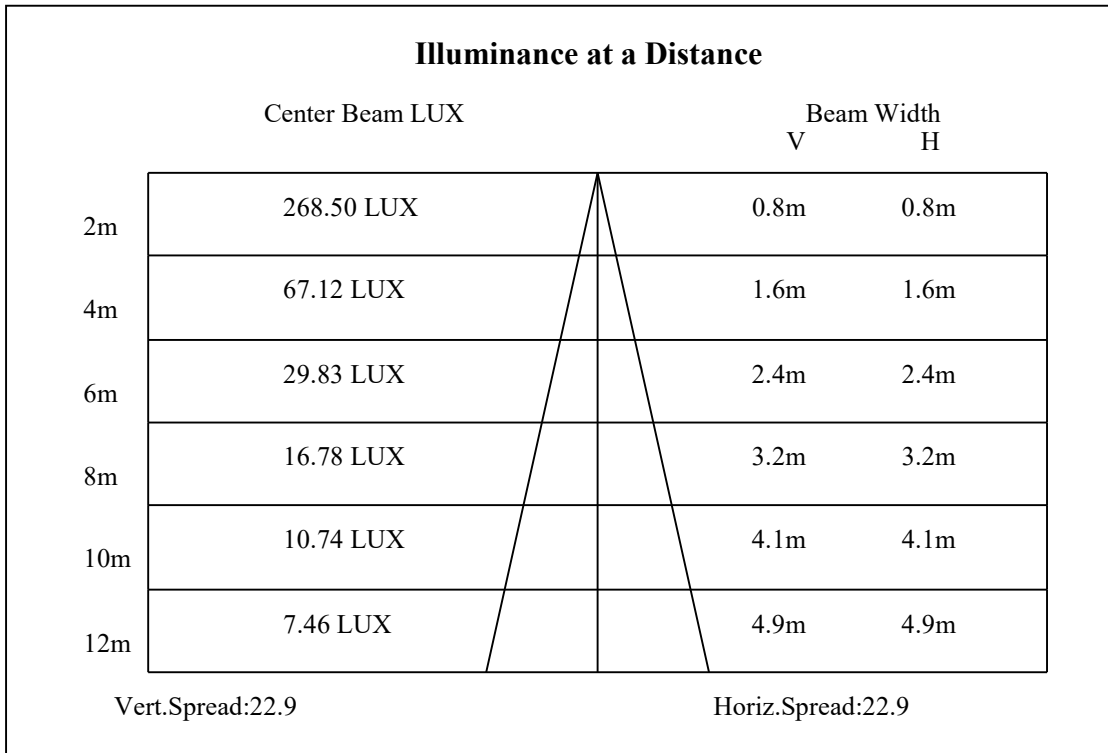 Illuminance at a Distance
Center Beam LUX Beam Width
V H
2m 268.50 LUX 0.8m 0.8m
4m 67.12 LUX 1.6m 1.6m
6m 29.83 LUX 2.4m 2.4m
8m 16.78 LUX 3.2m 3.2m
10m 10.74 LUX 4.1m 4.1m
12m 7.46 LUX 4.9m 4.9m
Vert.Spread:22.9 Horiz.Spread:22.9